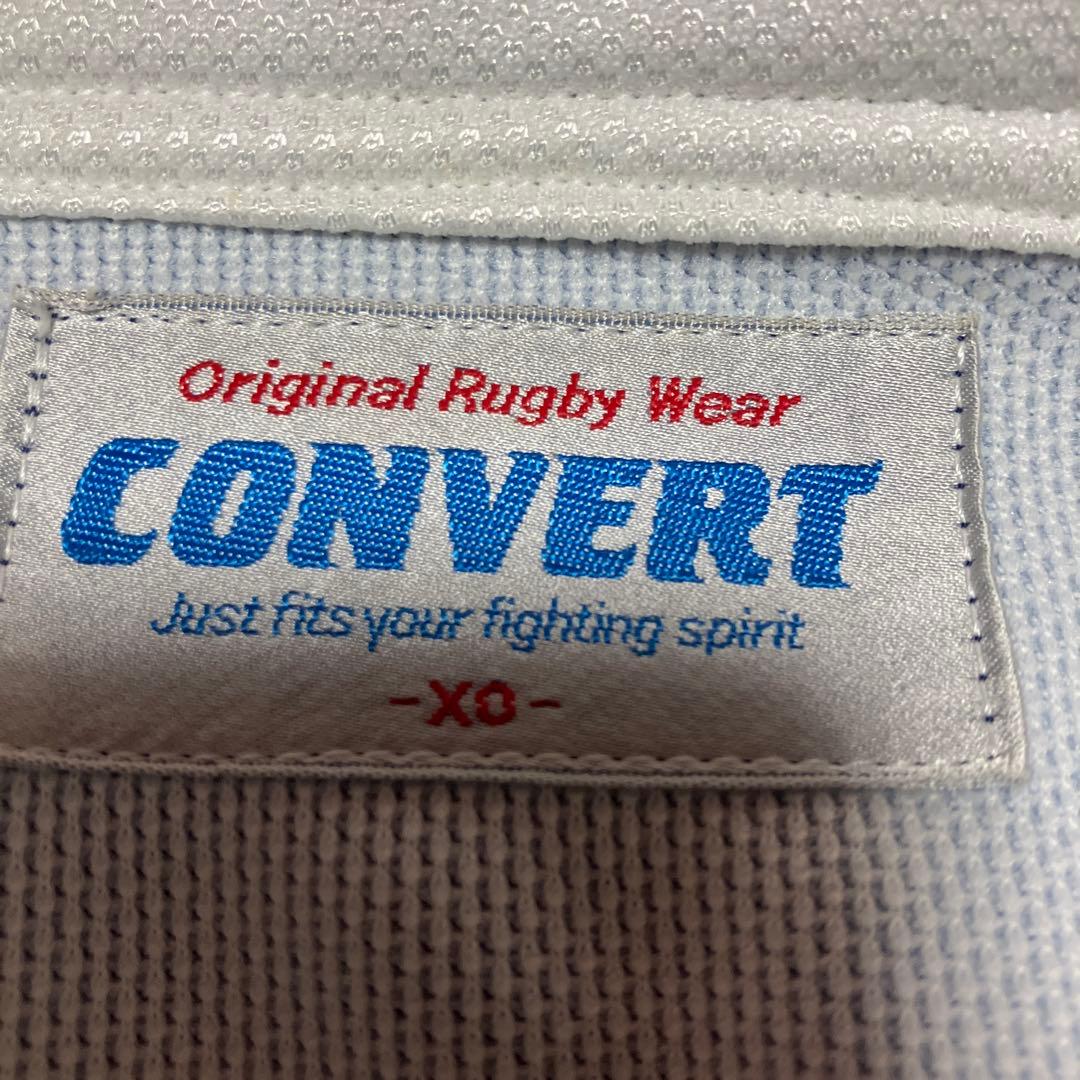 Original Rugby Wear
CONVERT
Just fits your fighting spirit
-XO-